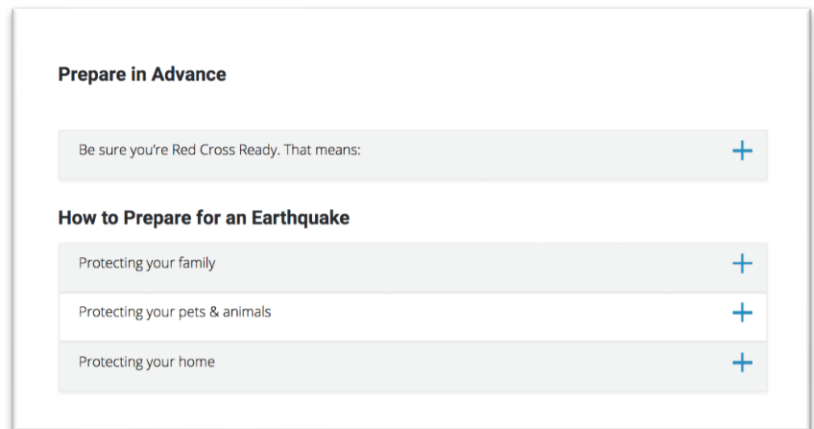 Prepare in Advance
Be sure you're Red Cross Ready. That means:
How to Prepare for an Earthquake
Protecting your family
Protecting your pets & animals
Protecting your home